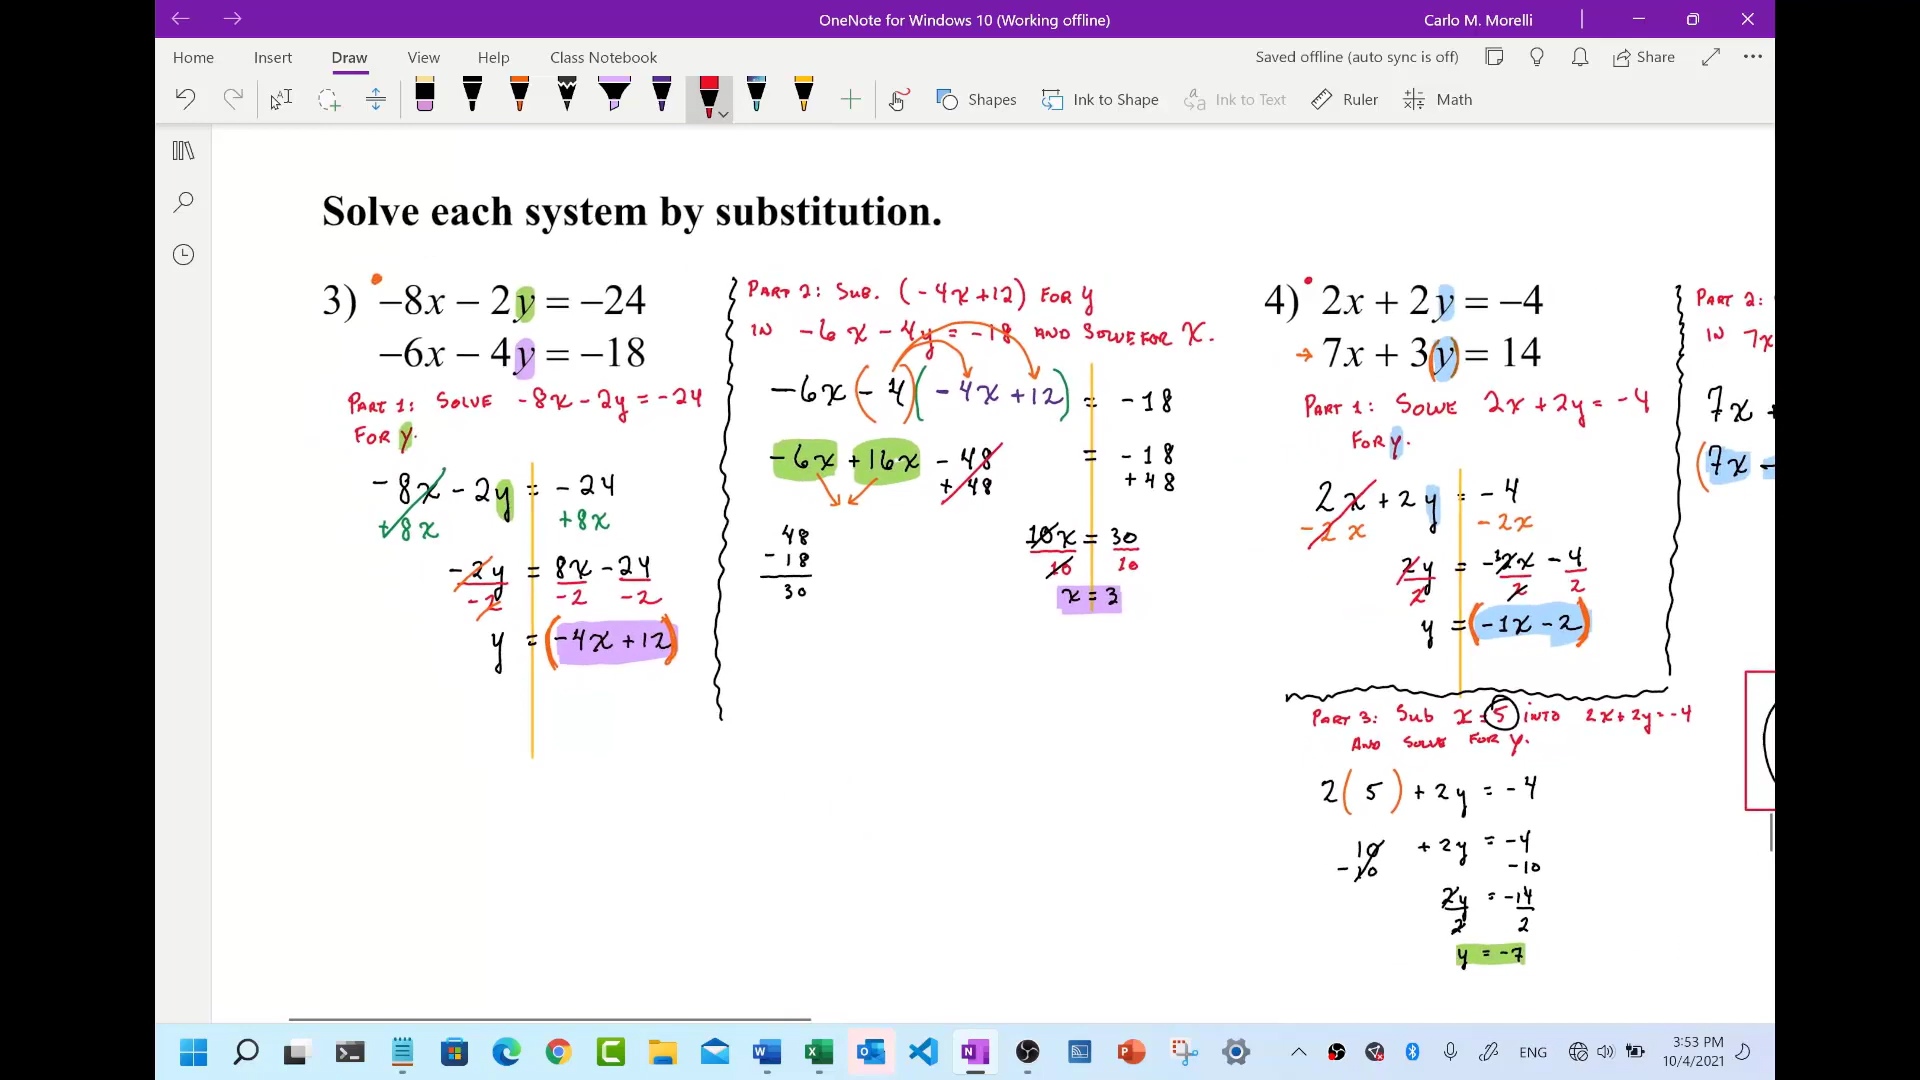 OneNote for Windows 10 (Working offline)
Carlo M. Morelli
Home Insert Draw View Help Class Notebook
Saved offline (auto sync is off) Share
Shapes Ink to Shape Ink to Text Ruler Math
Solve each system by substitution.
3) −8x − 2y = −24
−6x − 4y = −18
PART 1: SOLVE -8x - 2y = -24
FOR y.
-8x - 2y = -24
+8x +8x
-2y = 8x - 24
-2 -2 -2
y = (-4x + 12)
PART 2: SUB. (-4x+12) FOR y
IN -6x - 4y = -18 AND SOLVE FOR x.
-6x (-4)(-4x +12) = -18
-6x +16x - 48 = -18
+ 48 +48
48
- 18
30
10x = 30
10 10
x = 3
4) 2x + 2y = −4
→ 7x + 3(y) = 14
PART 1: SOLVE 2x + 2y = -4
FOR y.
2x + 2y = -4
-2x -2x
2y = -2x - 4
2 2 2
y = (-1x - 2)
PART 3: SUB x = 5 INTO 2x+2y=-4
AND SOLVE FOR y.
2(5) + 2y = -4
10 + 2y = -4
-10 -10
2y = -14
2 2
y = -7
PART 2:
IN 7x
7x +
(7x -
ENG
3:53 PM
10/4/2021